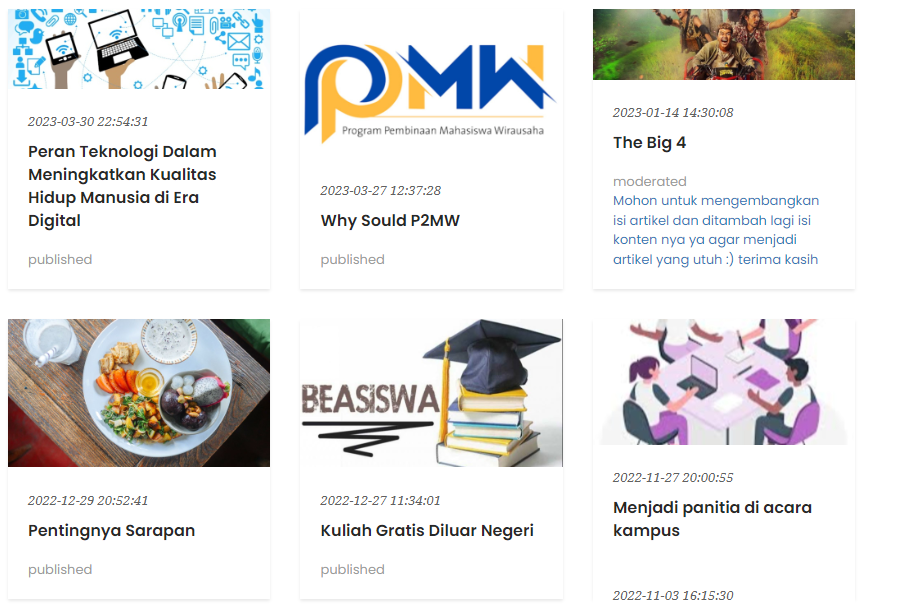 2023-03-30 22:54:31
Peran Teknologi Dalam
Meningkatkan Kualitas
Hidup Manusia di Era
Digital
published
PMW
Program Pembinaan Mahasiswa Wirausaha
2023-03-27 12:37:28
Why Sould P2MW
published
2023-01-14 14:30:08
The Big 4
moderated
Mohon untuk mengembangkan
isi artikel dan ditambah lagi isi
konten nya ya agar menjadi
artikel yang utuh :) terima kasih
2022-12-29 20:52:41
Pentingnya Sarapan
published
BEASISWA
2022-12-27 11:34:01
Kuliah Gratis Diluar Negeri
published
2022-11-27 20:00:55
Menjadi panitia di acara
kampus
2022-11-03 16:15:30